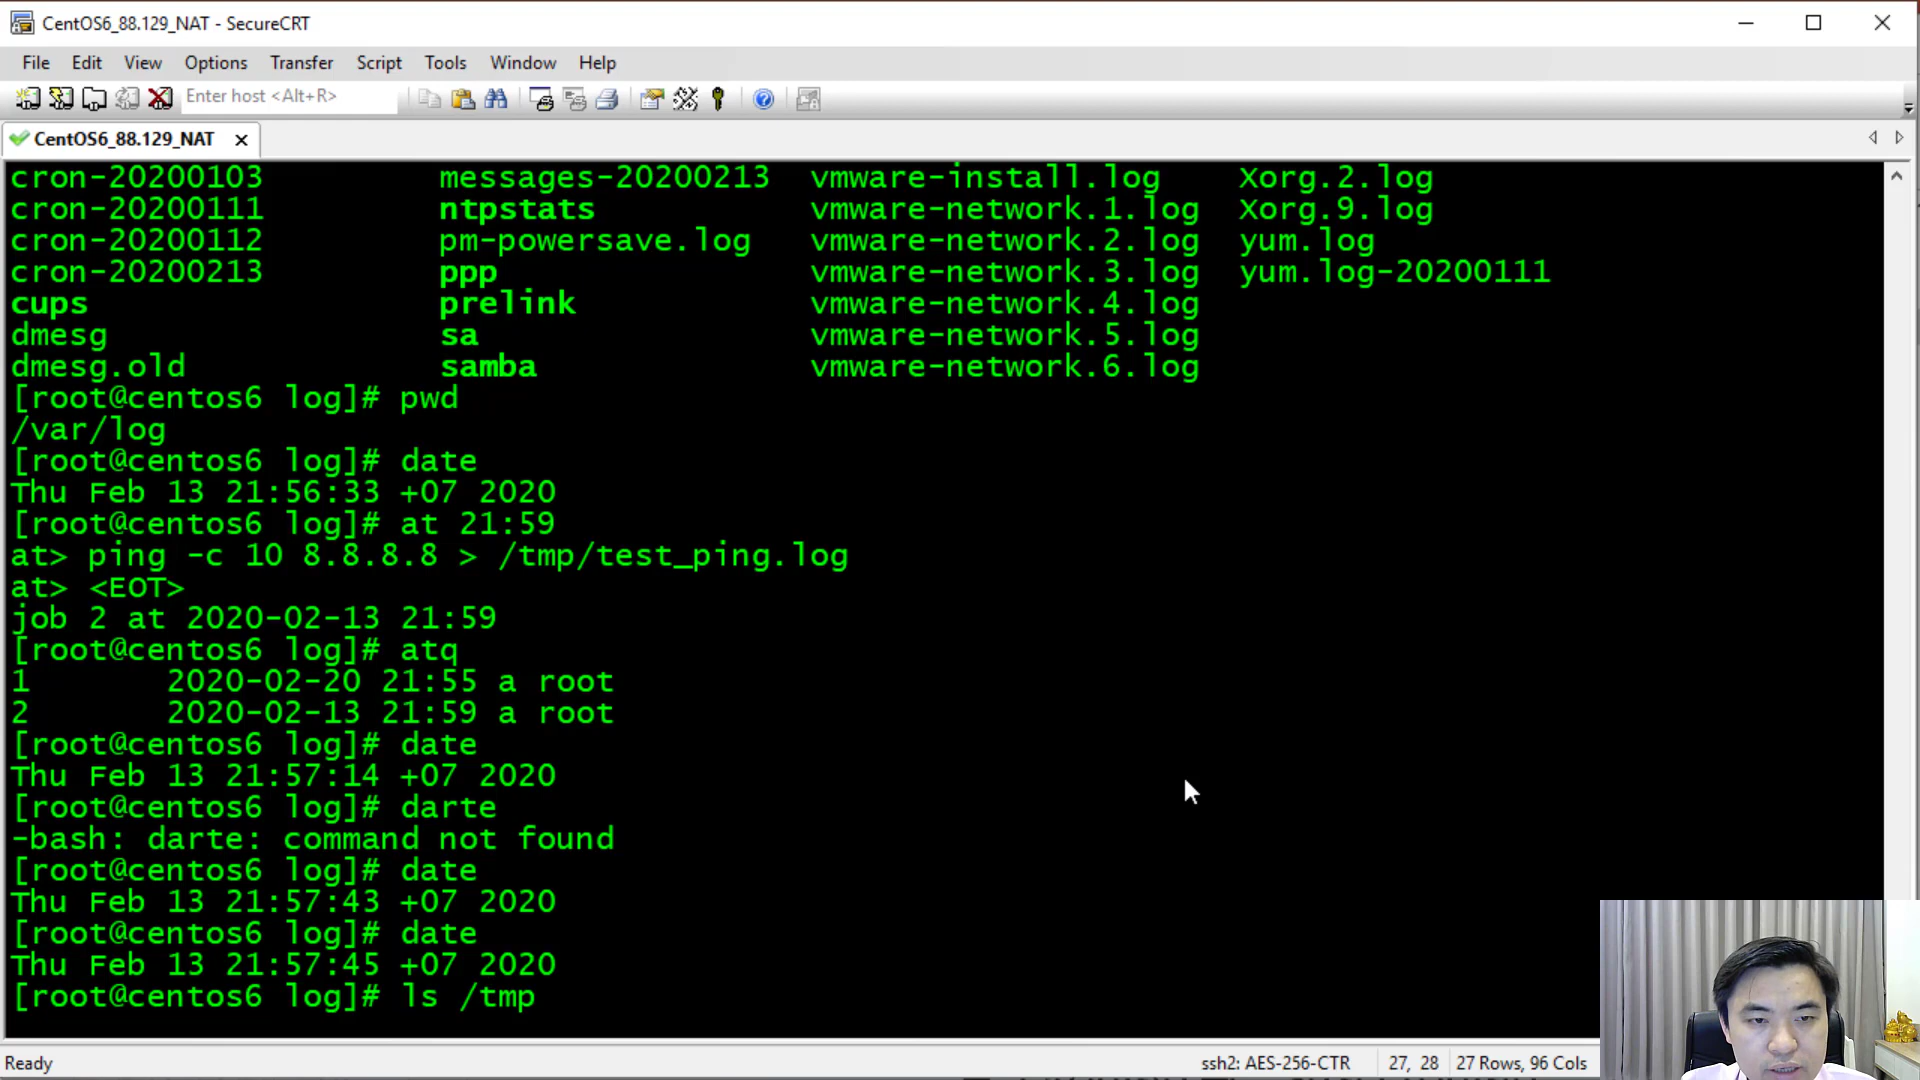 CentOS6_88.129_NAT - SecureCRT
File Edit View Options Transfer Script Tools Window Help
Enter host <Alt+R>
CentOS6_88.129_NAT
cron-20200103 messages-20200213 vmware-install.log Xorg.2.log
cron-20200111 ntpstats vmware-network.1.log Xorg.9.log
cron-20200112 pm-powersave.log vmware-network.2.log yum.log
cron-20200213 ppp vmware-network.3.log yum.log-20200111
cups prelink vmware-network.4.log
dmesg sa vmware-network.5.log
dmesg.old samba vmware-network.6.log
[root@centos6 log]# pwd
/var/log
[root@centos6 log]# date
Thu Feb 13 21:56:33 +07 2020
[root@centos6 log]# at 21:59
at> ping -c 10 8.8.8.8 > /tmp/test_ping.log
at> <EOT>
job 2 at 2020-02-13 21:59
[root@centos6 log]# atq
1 2020-02-20 21:55 a root
2 2020-02-13 21:59 a root
[root@centos6 log]# date
Thu Feb 13 21:57:14 +07 2020
[root@centos6 log]# darte
-bash: darte: command not found
[root@centos6 log]# date
Thu Feb 13 21:57:43 +07 2020
[root@centos6 log]# date
Thu Feb 13 21:57:45 +07 2020
[root@centos6 log]# ls /tmp
Ready ssh2: AES-256-CTR 27, 28 27 Rows, 96 Cols